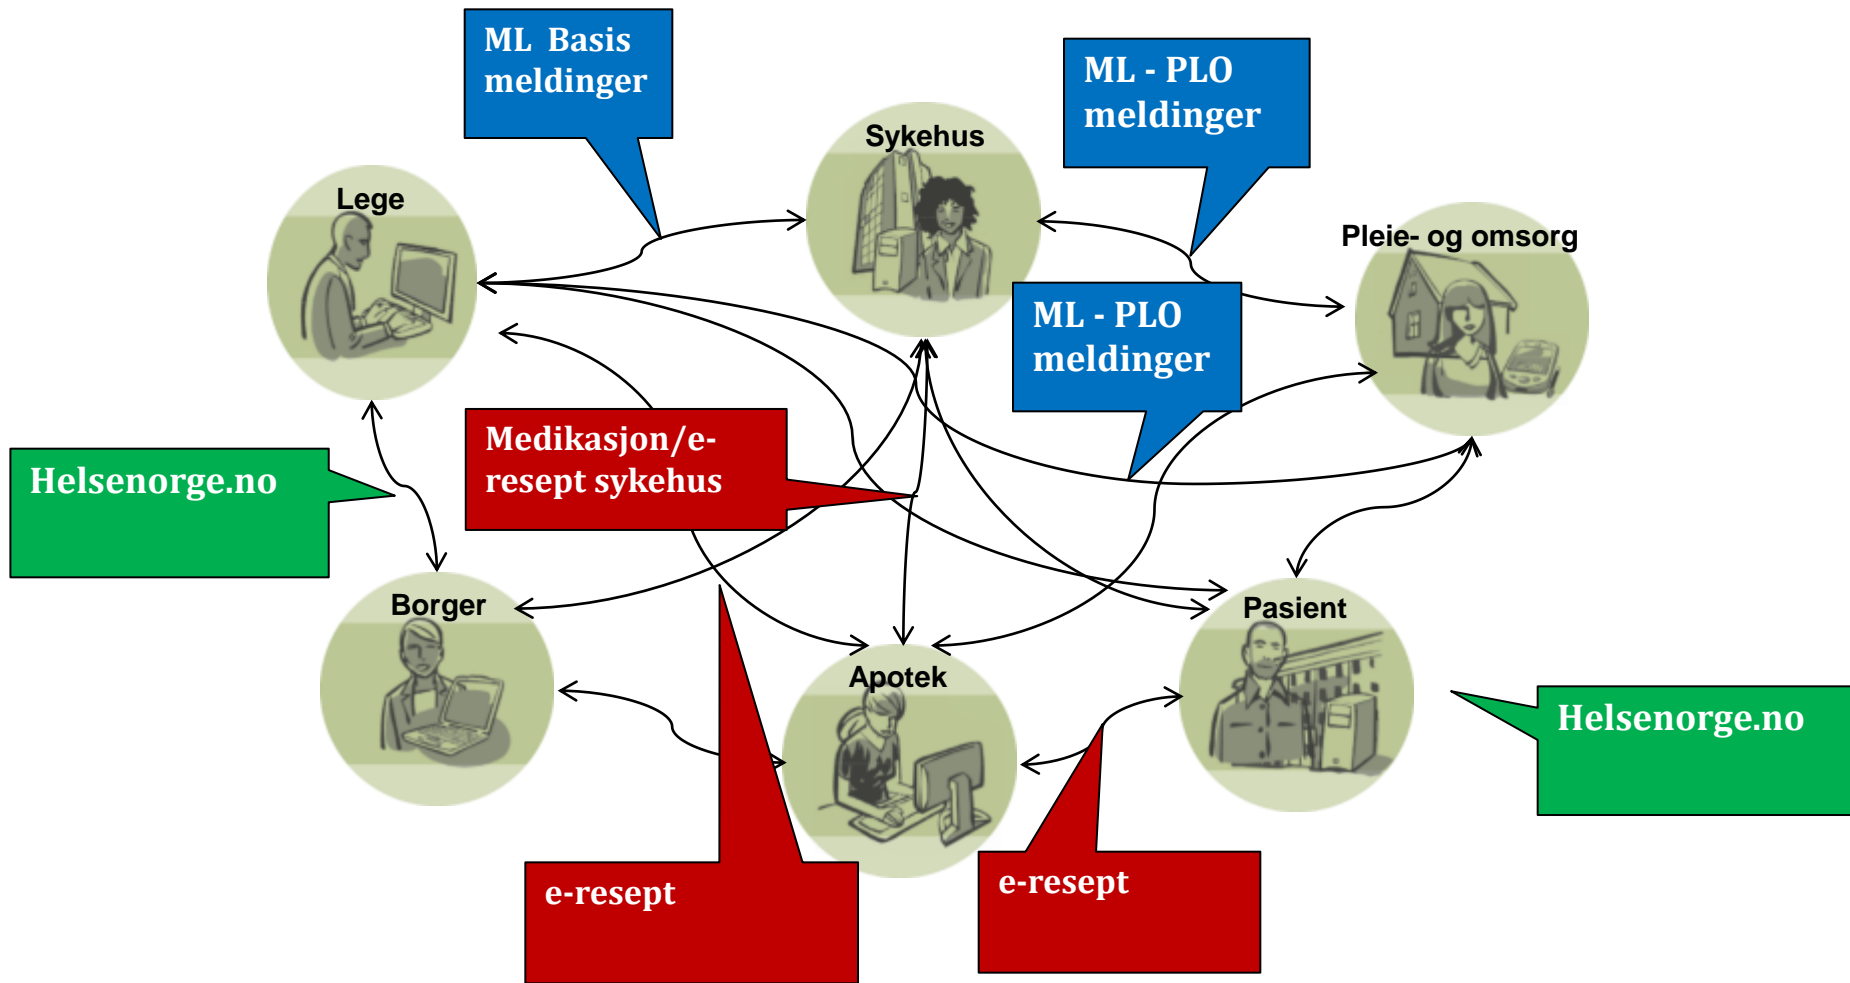 ML Basis
meldinger
ML - PLO
meldinger
Sykehus
Lege
Pleie- og omsorg
ML - PLO
meldinger
Medikasjon/e-
resept sykehus
Helsenorge.no
Borger
Pasient
Apotek
Helsenorge.no
e-resept
e-resept